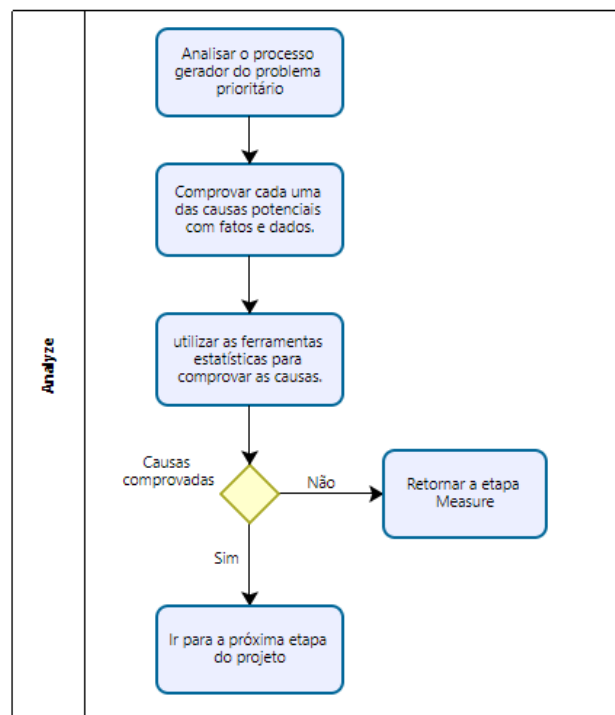 Analyze
Analisar o processo
gerador do problema
prioritário
Comprovar cada uma
das causas potenciais
com fatos e dados.
utilizar as ferramentas
estatísticas para
comprovar as causas.
Causas
comprovadas
Não
Retornar a etapa
Measure
Sim
Ir para a próxima etapa
do projeto